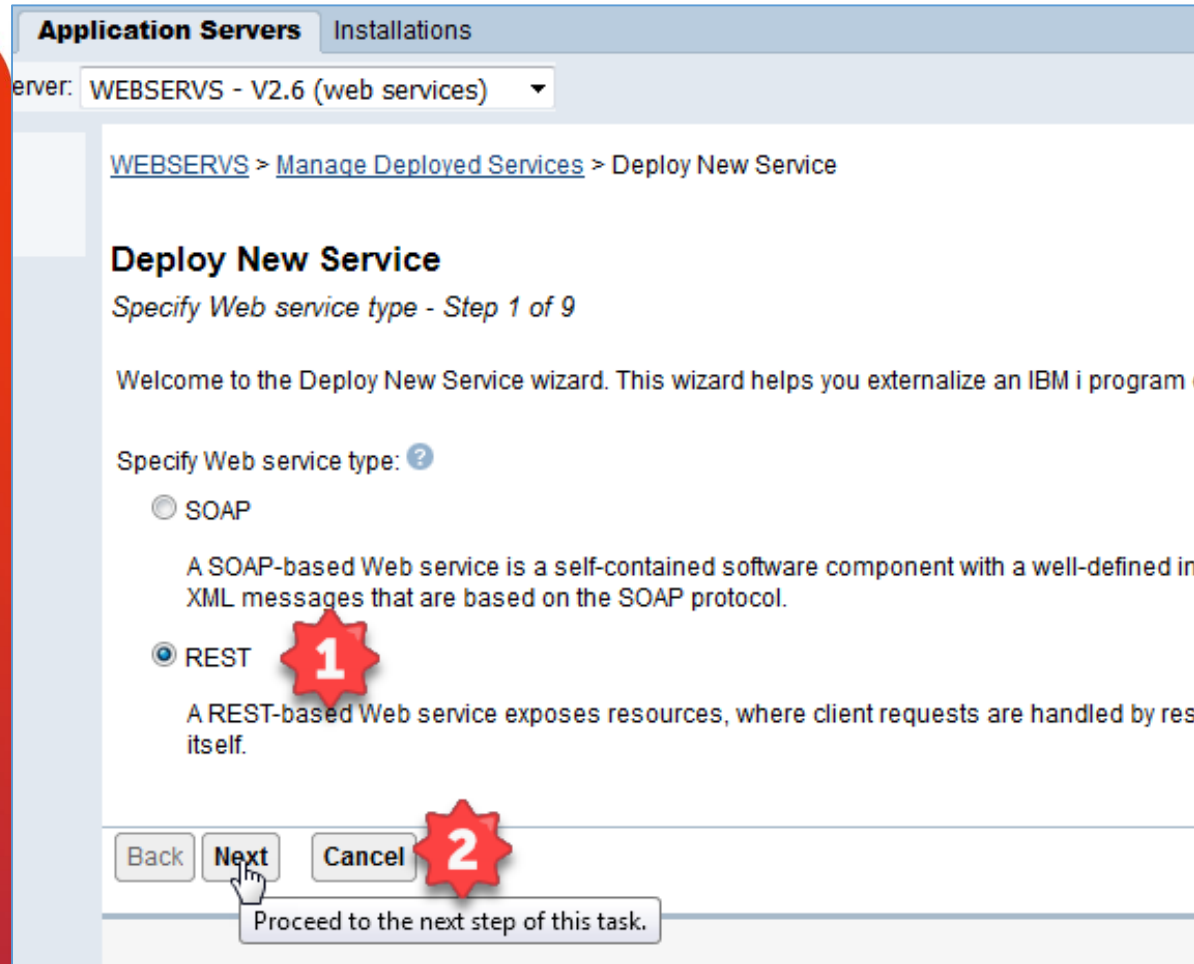 Application Servers Installations
erver: WEBSERVS - V2.6 (web services)
WEBSERVS > Manage Deployed Services > Deploy New Service
Deploy New Service
Specify Web service type - Step 1 of 9
Welcome to the Deploy New Service wizard. This wizard helps you externalize an IBM i program
Specify Web service type: ?
SOAP
A SOAP-based Web service is a self-contained software component with a well-defined in
XML messages that are based on the SOAP protocol.
REST 1
A REST-based Web service exposes resources, where client requests are handled by res
itself.
Back Next Cancel 2
Proceed to the next step of this task.